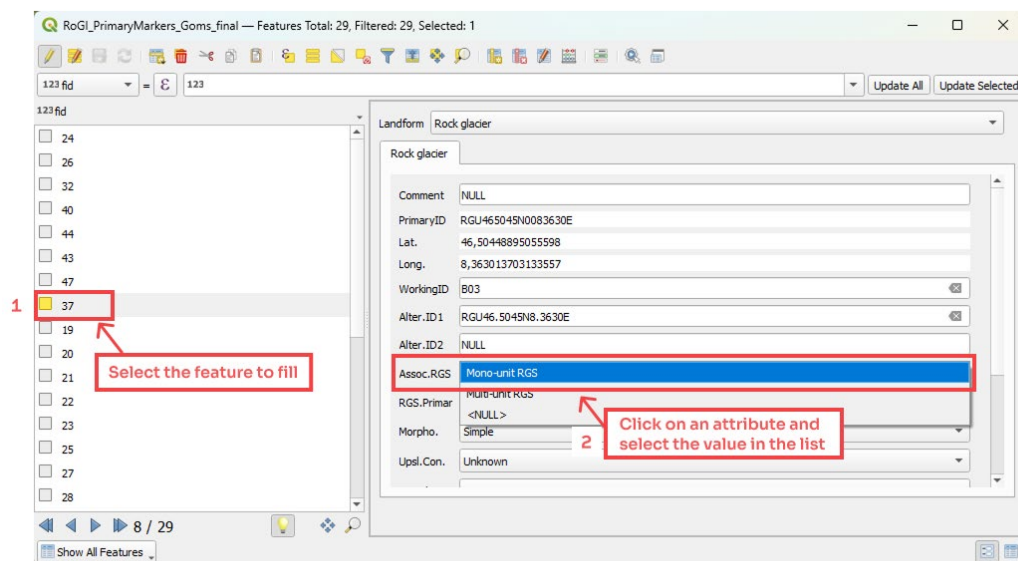 RoGI_PrimaryMarkers_Goms_final — Features Total: 29, Filtered: 29, Selected: 1
123 fid = ε 123 Update All Update Selected
123 fid
24
26
32
40
44
43
47
1 37
19
20
21
22
23
25
27
28
Select the feature to fill
8 / 29
Show All Features
Landform Rock glacier
Rock glacier
Comment NULL
PrimaryID RGU465045N0083630E
Lat. 46,50448895055598
Long. 8,363013703133557
WorkingID B03
Alter.ID1 RGU46.5045N8.3630E
Alter.ID2 NULL
Assoc.RGS Mono-unit RGS
Multi-unit RGS
RGS.Primar <NULL>
Morpho. Simple
Upsl.Con. Unknown
2 Click on an attribute and
select the value in the list